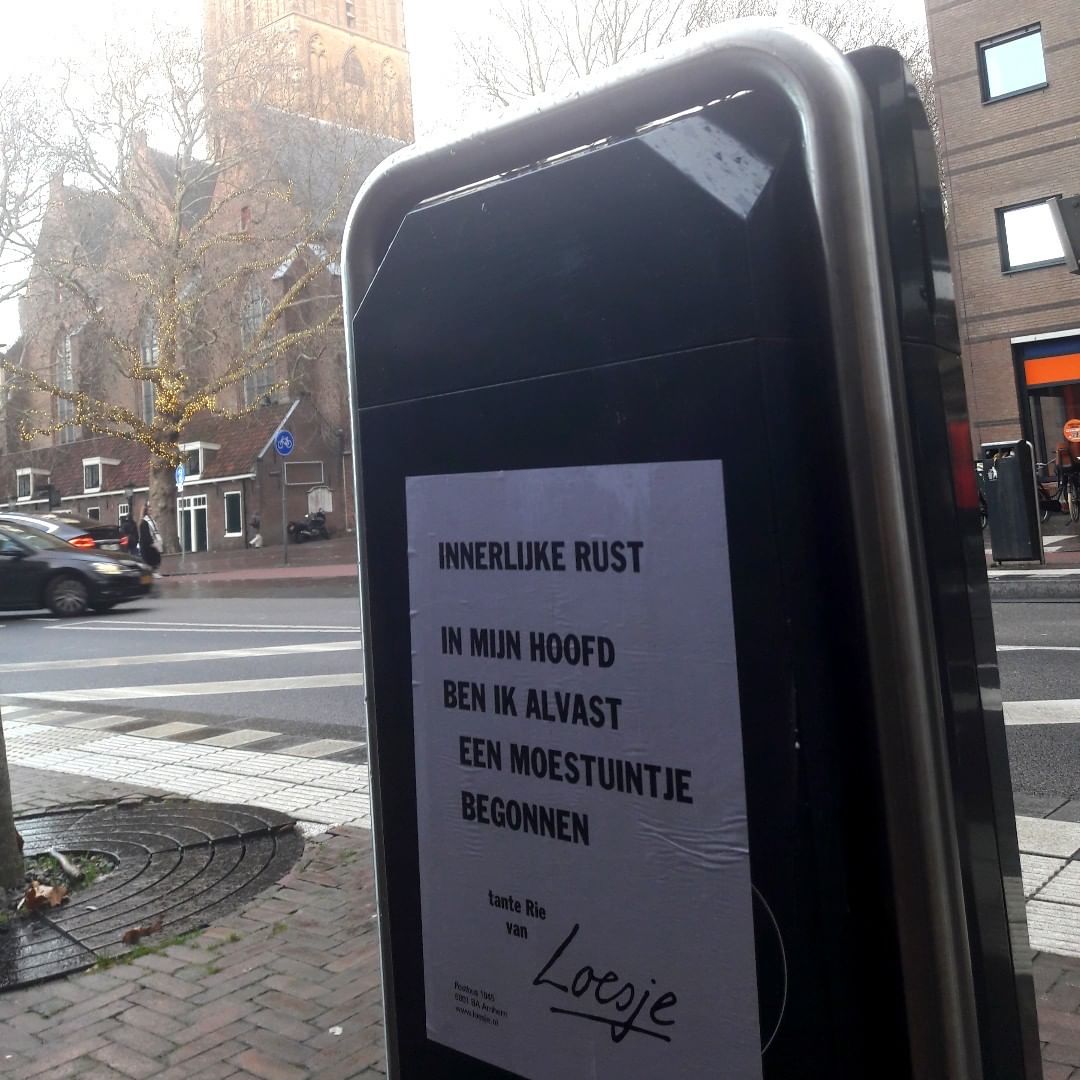 INNERLIJKE RUST
IN MIJN HOOFD
BEN IK ALVAST
EEN MOESTUINTJE
BEGONNEN
tante Rie
van
Loesje
Postbus 1045
6801 BA Arnhem
www.loesje.nl